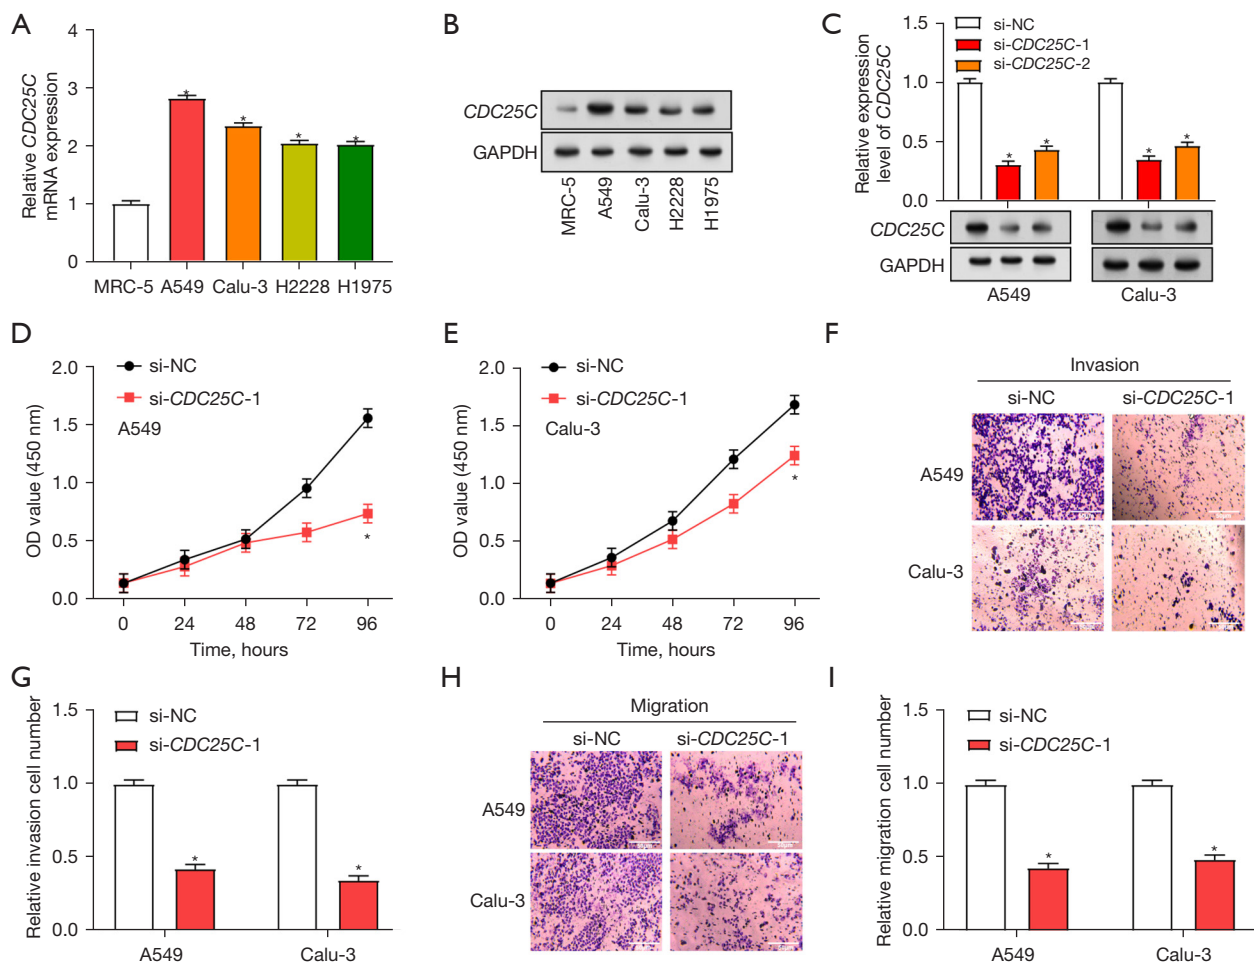 A
Relative CDC25C
mRNA expression
4
3
2
1
0
*
*
*
*
MRC-5 A549 Calu-3 H2228 H1975
B
CDC25C
GAPDH
MRC-5
A549
Calu-3
H2228
H1975
C
si-NC
si-CDC25C-1
si-CDC25C-2
Relative expression
level of CDC25C
1.5
1.0
0.5
0.0
*
*
*
*
CDC25C
GAPDH
A549
Calu-3
D
si-NC
si-CDC25C-1
A549
OD value (450 nm)
2.0
1.5
1.0
0.5
0.0
*
0 24 48 72 96
Time, hours
E
si-NC
si-CDC25C-1
Calu-3
OD value (450 nm)
2.0
1.5
1.0
0.5
0.0
*
0 24 48 72 96
Time, hours
F
Invasion
si-NC si-CDC25C-1
A549
Calu-3
G
si-NC
si-CDC25C-1
Relative invasion cell number
1.5
1.0
0.5
0.0
*
*
A549 Calu-3
H
Migration
si-NC si-CDC25C-1
A549
Calu-3
I
si-NC
si-CDC25C-1
Relative migration cell number
1.5
1.0
0.5
0.0
*
*
A549 Calu-3